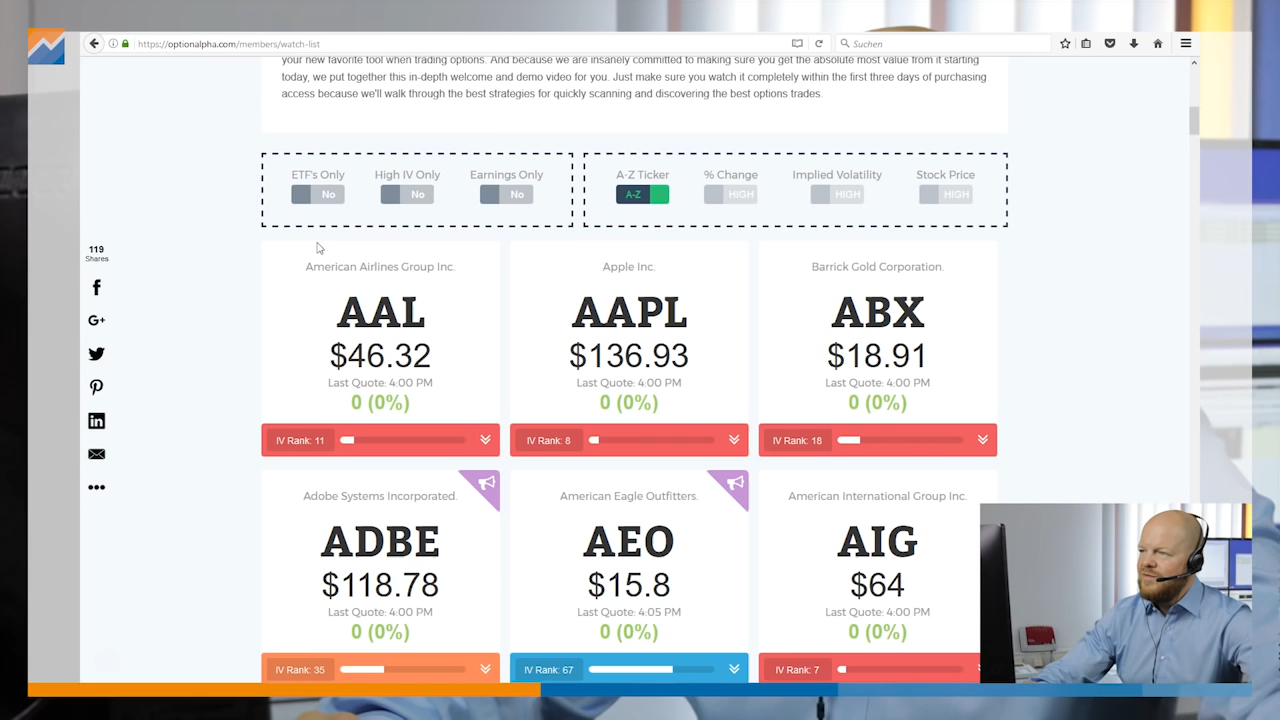 https://optionalpha.com/members/watch-list
Suchen
your new favorite tool when trading options. And because we are insanely committed to making sure you get the absolute most value from it starting
today, we put together this in-depth welcome and demo video for you. Just make sure you watch it completely within the first three days of purchasing
access because we'll walk through the best strategies for quickly scanning and discovering the best options trades.
ETF's Only High IV Only Earnings Only
No No No
A-Z Ticker % Change Implied Volatility Stock Price
A-Z HIGH HIGH HIGH
119
Shares
G+
American Airlines Group Inc.
AAL
$46.32
Last Quote: 4:00 PM
0 (0%)
IV Rank: 11
Apple Inc.
AAPL
$136.93
Last Quote: 4:00 PM
0 (0%)
IV Rank: 8
Barrick Gold Corporation.
ABX
$18.91
Last Quote: 4:00 PM
0 (0%)
IV Rank: 18
Adobe Systems Incorporated.
ADBE
$118.78
Last Quote: 4:00 PM
0 (0%)
IV Rank: 35
American Eagle Outfitters.
AEO
$15.8
Last Quote: 4:05 PM
0 (0%)
IV Rank: 67
American International Group Inc.
AIG
$64
Last Quote: 4:00 PM
0 (0%)
IV Rank: 7